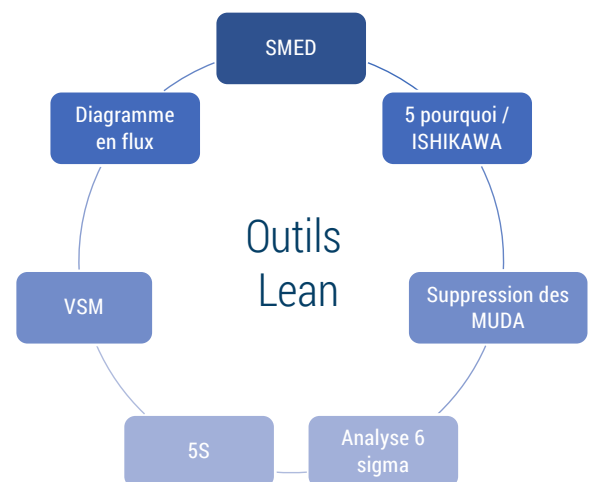 SMED
Diagramme
en flux
5 pourquoi /
ISHIKAWA
Outils
Lean
VSM
Suppression des
MUDA
5S
Analyse 6
sigma